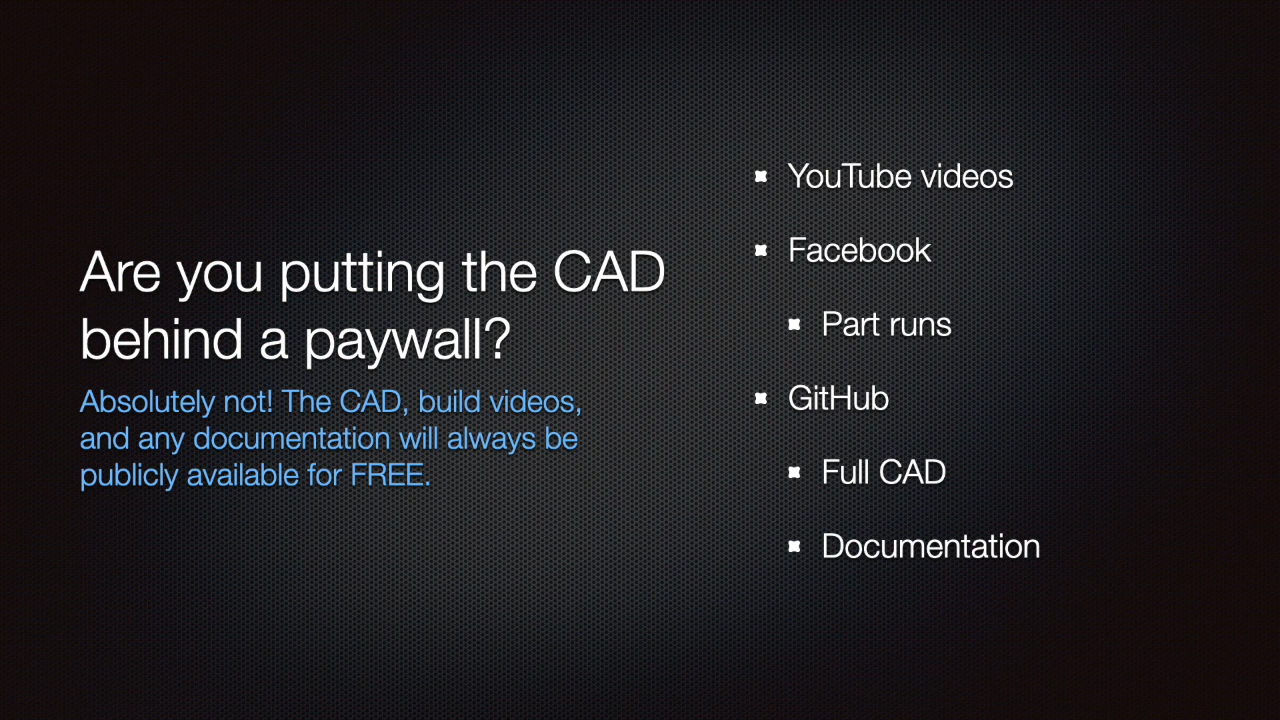 Are you putting the CAD
behind a paywall?
Absolutely not! The CAD, build videos,
and any documentation will always be
publicly available for FREE.
YouTube videos
Facebook
Part runs
GitHub
Full CAD
Documentation